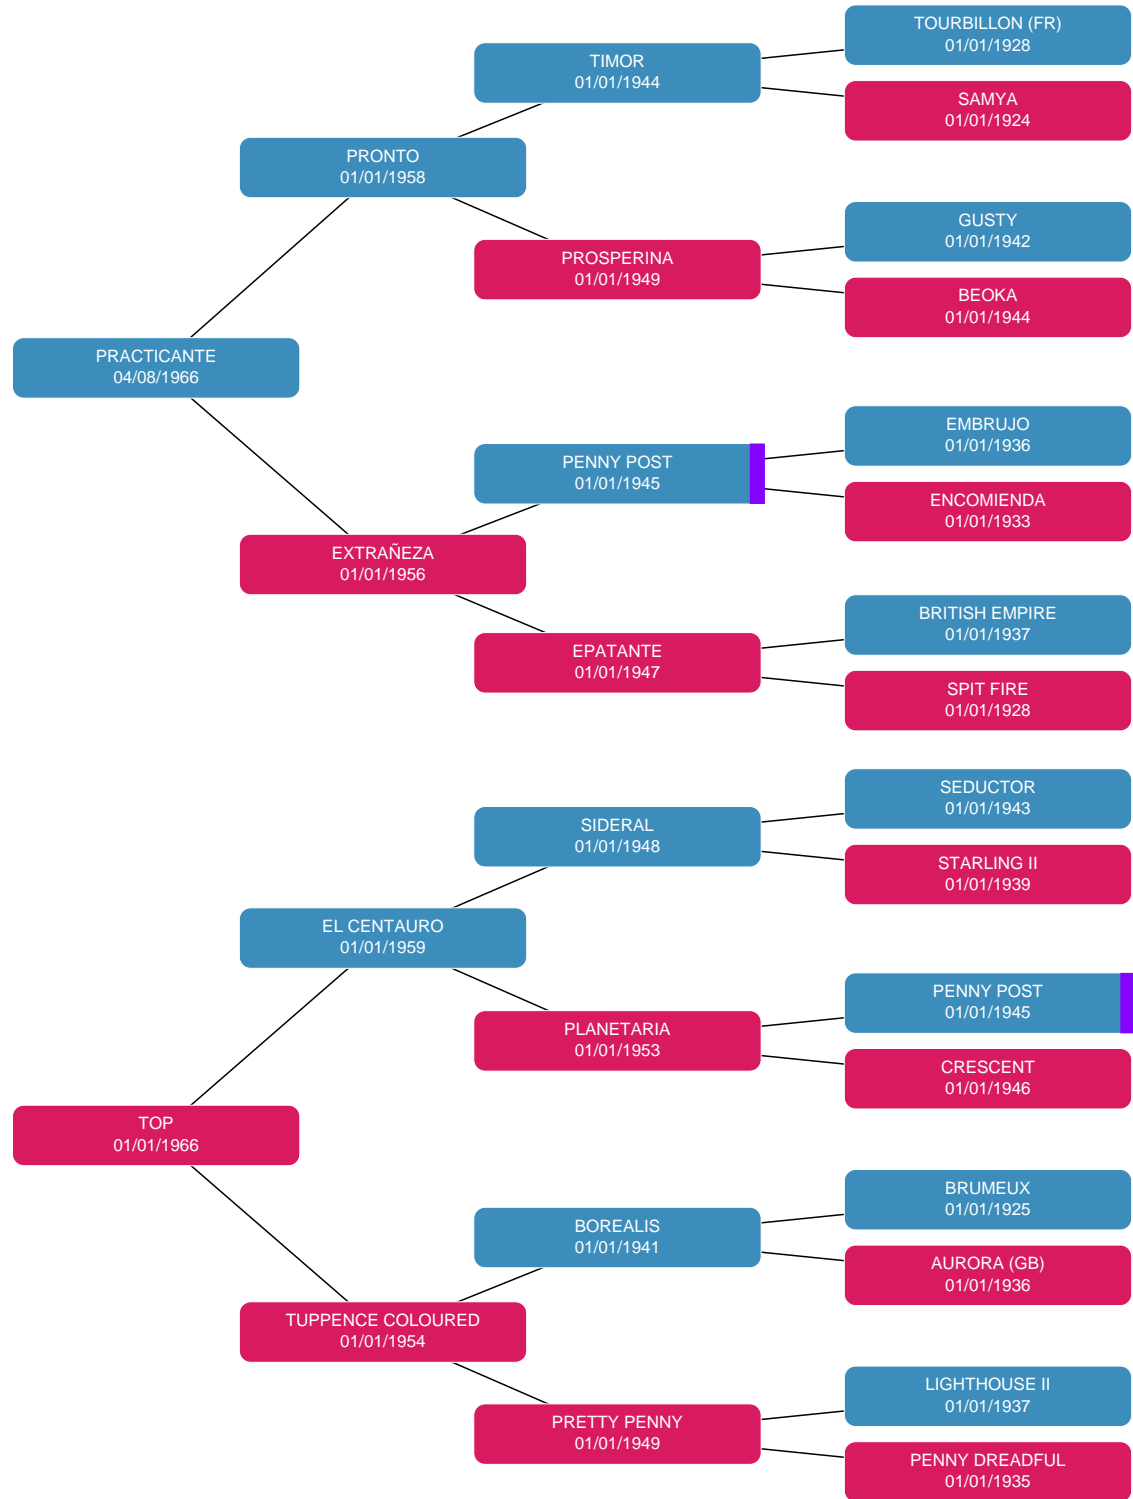 TOURBILLON (FR)
01/01/1928
TIMOR
01/01/1944
SAMYA
01/01/1924
PRONTO
01/01/1958
GUSTY
01/01/1942
PROSPERINA
01/01/1949
BEOKA
01/01/1944
PRACTICANTE
04/08/1966
EMBRUJO
01/01/1936
PENNY POST
01/01/1945
ENCOMIENDA
01/01/1933
EXTRAÑEZA
01/01/1956
BRITISH EMPIRE
01/01/1937
EPATANTE
01/01/1947
SPIT FIRE
01/01/1928
SEDUCTOR
01/01/1943
SIDERAL
01/01/1948
STARLING II
01/01/1939
EL CENTAURO
01/01/1959
PENNY POST
01/01/1945
PLANETARIA
01/01/1953
CRESCENT
01/01/1946
TOP
01/01/1966
BRUMEUX
01/01/1925
BOREALIS
01/01/1941
AURORA (GB)
01/01/1936
TUPPENCE COLOURED
01/01/1954
LIGHTHOUSE II
01/01/1937
PRETTY PENNY
01/01/1949
PENNY DREADFUL
01/01/1935